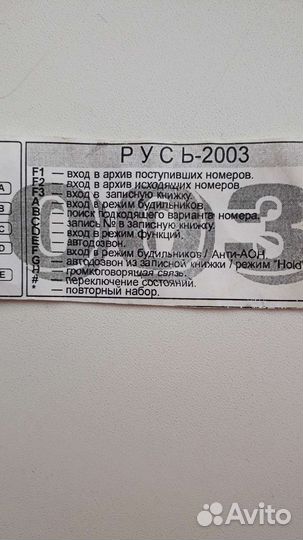 РУСЬ-2003
F1 — вход в архив поступивших номеров.
F2 — вход в архив исходящих номеров.
F3 — вход в записную книжку.
A — вход в режим будильников.
B — поиск подходящего варианта номера.
C — запись № в записную книжку.
D — вход в режим функций.
E — автодозвон.
F — вход в режим будильников / Анти-АОН
G — автодозвон из записной книжки / режим "Hold
H — громкоговорящая связь.
# — переключение состояний.
* — повторный набор.
A
E
Avito